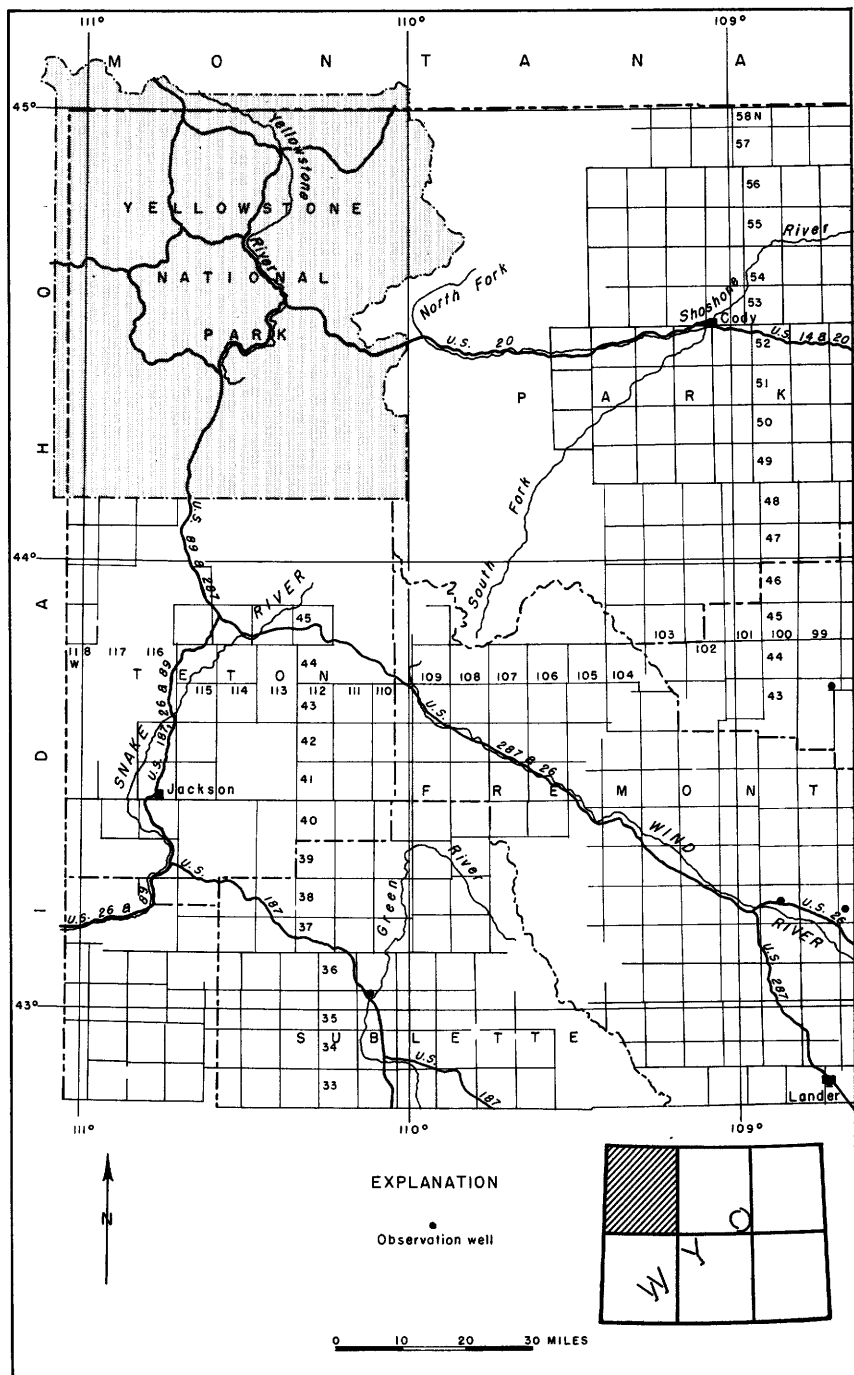 111° 110° 109°
M O N T A N A
45°
58 N
57
56
55
54
53
52
51
50
49
48
47
46
45
44
43
Yellowstone
River
YELLOWSTONE
NATIONAL
PARK
North Fork
Shoshone
River
Cody
U.S. 20
U.S. 14 & 20
P A R K
South Fork
I D A H O
44°
U.S. 89 & 287
RIVER
45
103 102 101 100 99
118 W 117 116
T E T O N
44
115 114 113 112 111 110 109 108 107 106 105 104
43
42
41
40
39
38
37
36
35
34
33
SNAKE
U.S. 187, 26 & 89
Jackson
U.S. 287 & 26
F R E M O N T
WIND
RIVER
U.S. 26
U.S. 287
Green
River
U.S. 187
U.S. 26 & 89
43°
S U B L E T T E
U.S. 187
Lander
111° 110° 109°
N
EXPLANATION
Observation well
W Y O
0 10 20 30 MILES